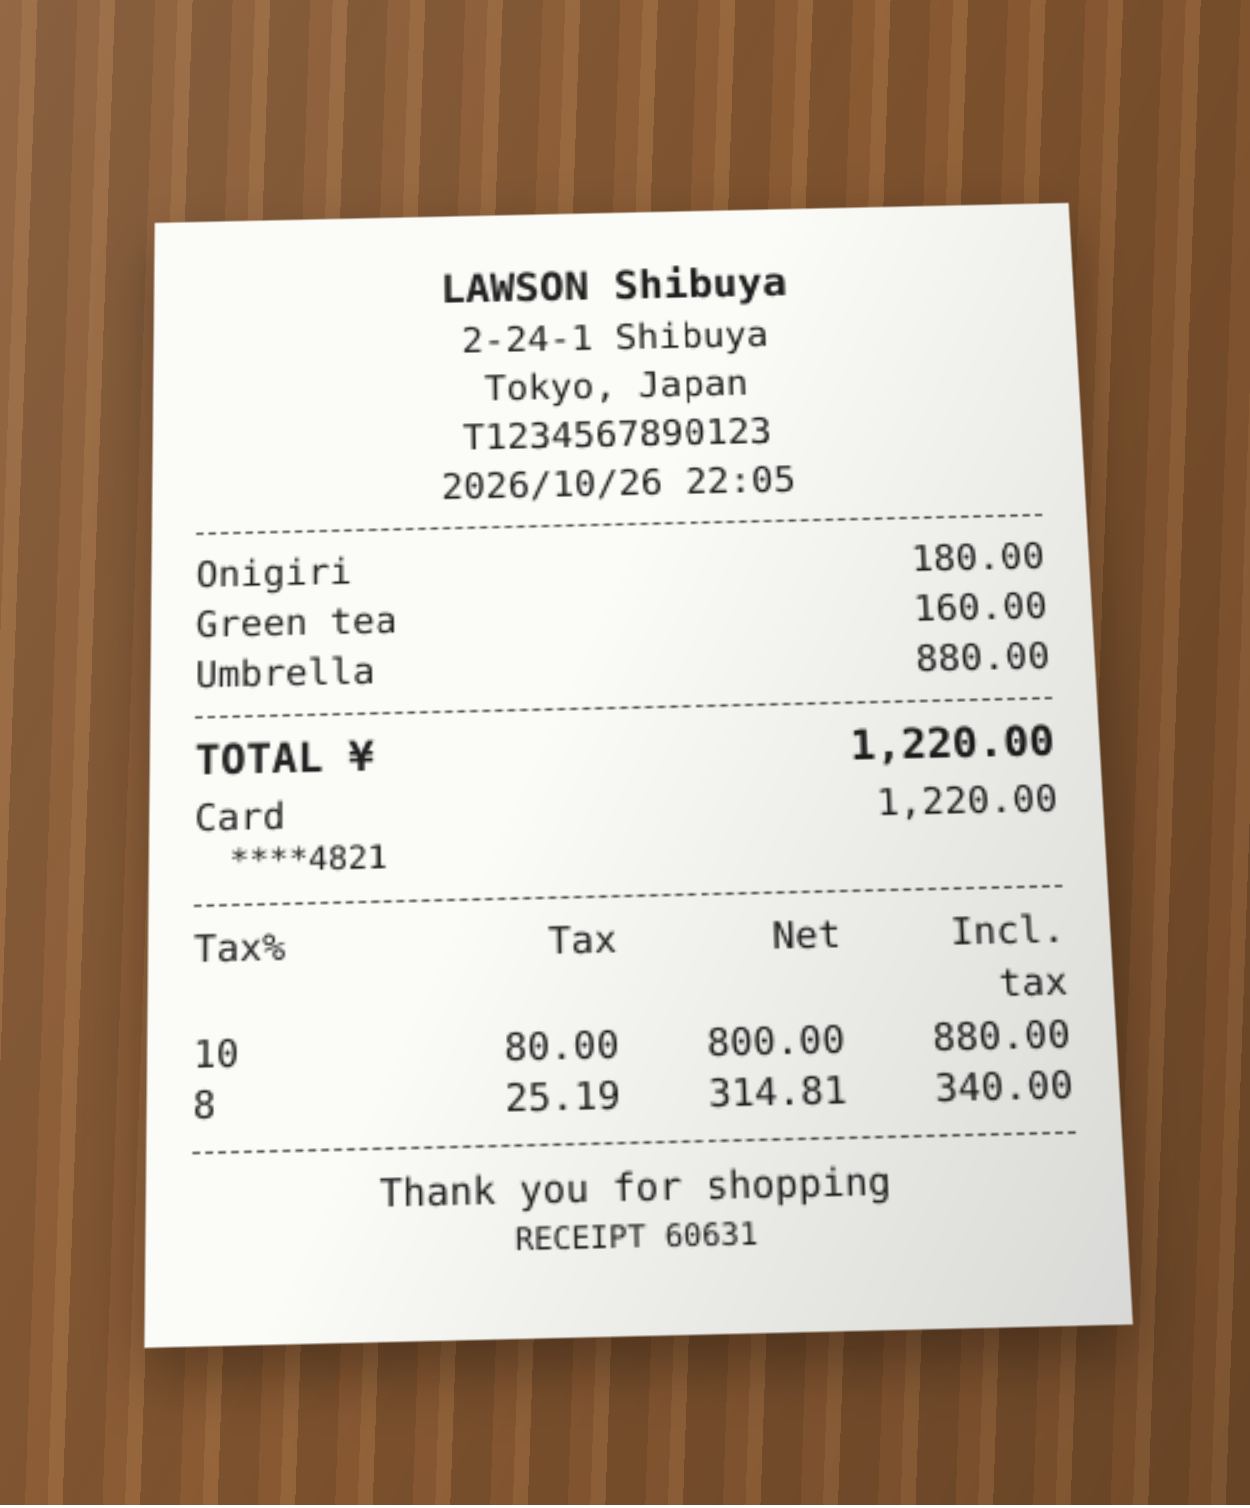 LAWSON Shibuya
2-24-1 Shibuya
Tokyo, Japan
T1234567890123
2026/10/26 22:05
Onigiri 180.00
Green tea 160.00
Umbrella 880.00
TOTAL ¥ 1,220.00
Card 1,220.00
****4821
Tax% Tax Net Incl.
tax
10 80.00 800.00 880.00
8 25.19 314.81 340.00
Thank you for shopping
RECEIPT 60631